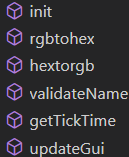 init
rgbtohex
hextorgb
validateName
getTickTime
updateGui